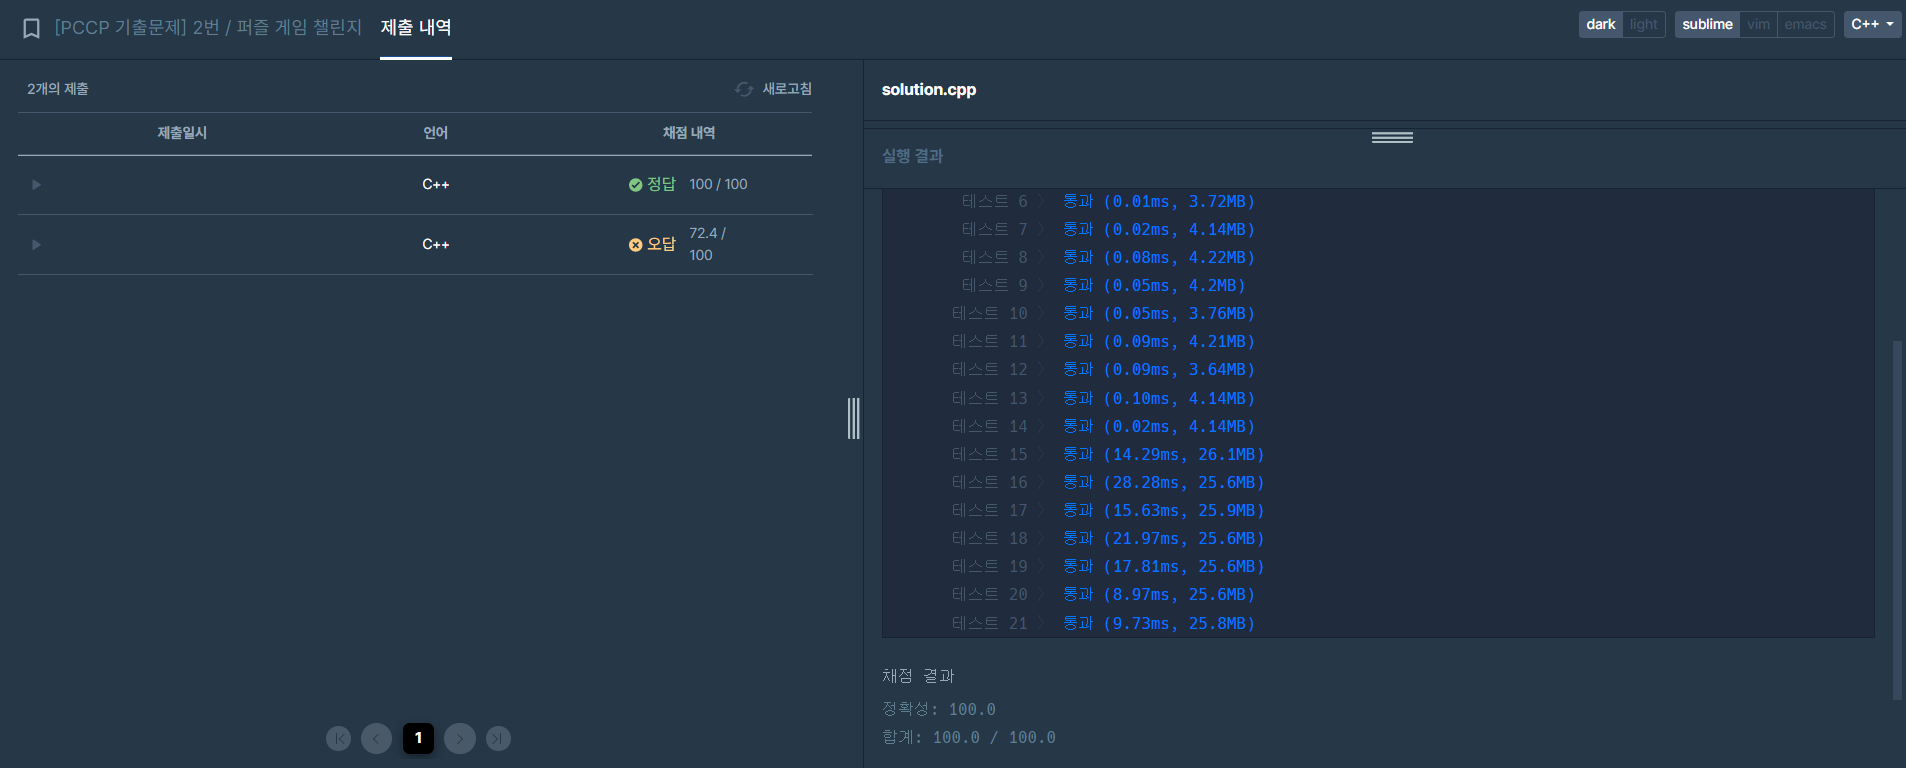 [PCCP 기출문제] 2번 / 퍼즐 게임 챌린지 제출 내역
dark light sublime vim emacs C++
2개의 제출 새로고침
제출일시 언어 채점 내역
C++ 정답 100 / 100
C++ 오답 72.4 /
100
1
solution.cpp
실행 결과
테스트 6 〉 통과 (0.01ms, 3.72MB)
테스트 7 〉 통과 (0.02ms, 4.14MB)
테스트 8 〉 통과 (0.08ms, 4.22MB)
테스트 9 〉 통과 (0.05ms, 4.2MB)
테스트 10 〉 통과 (0.05ms, 3.76MB)
테스트 11 〉 통과 (0.09ms, 4.21MB)
테스트 12 〉 통과 (0.09ms, 3.64MB)
테스트 13 〉 통과 (0.10ms, 4.14MB)
테스트 14 〉 통과 (0.02ms, 4.14MB)
테스트 15 〉 통과 (14.29ms, 26.1MB)
테스트 16 〉 통과 (28.28ms, 25.6MB)
테스트 17 〉 통과 (15.63ms, 25.9MB)
테스트 18 〉 통과 (21.97ms, 25.6MB)
테스트 19 〉 통과 (17.81ms, 25.6MB)
테스트 20 〉 통과 (8.97ms, 25.6MB)
테스트 21 〉 통과 (9.73ms, 25.8MB)
채점 결과
정확성: 100.0
합계: 100.0 / 100.0